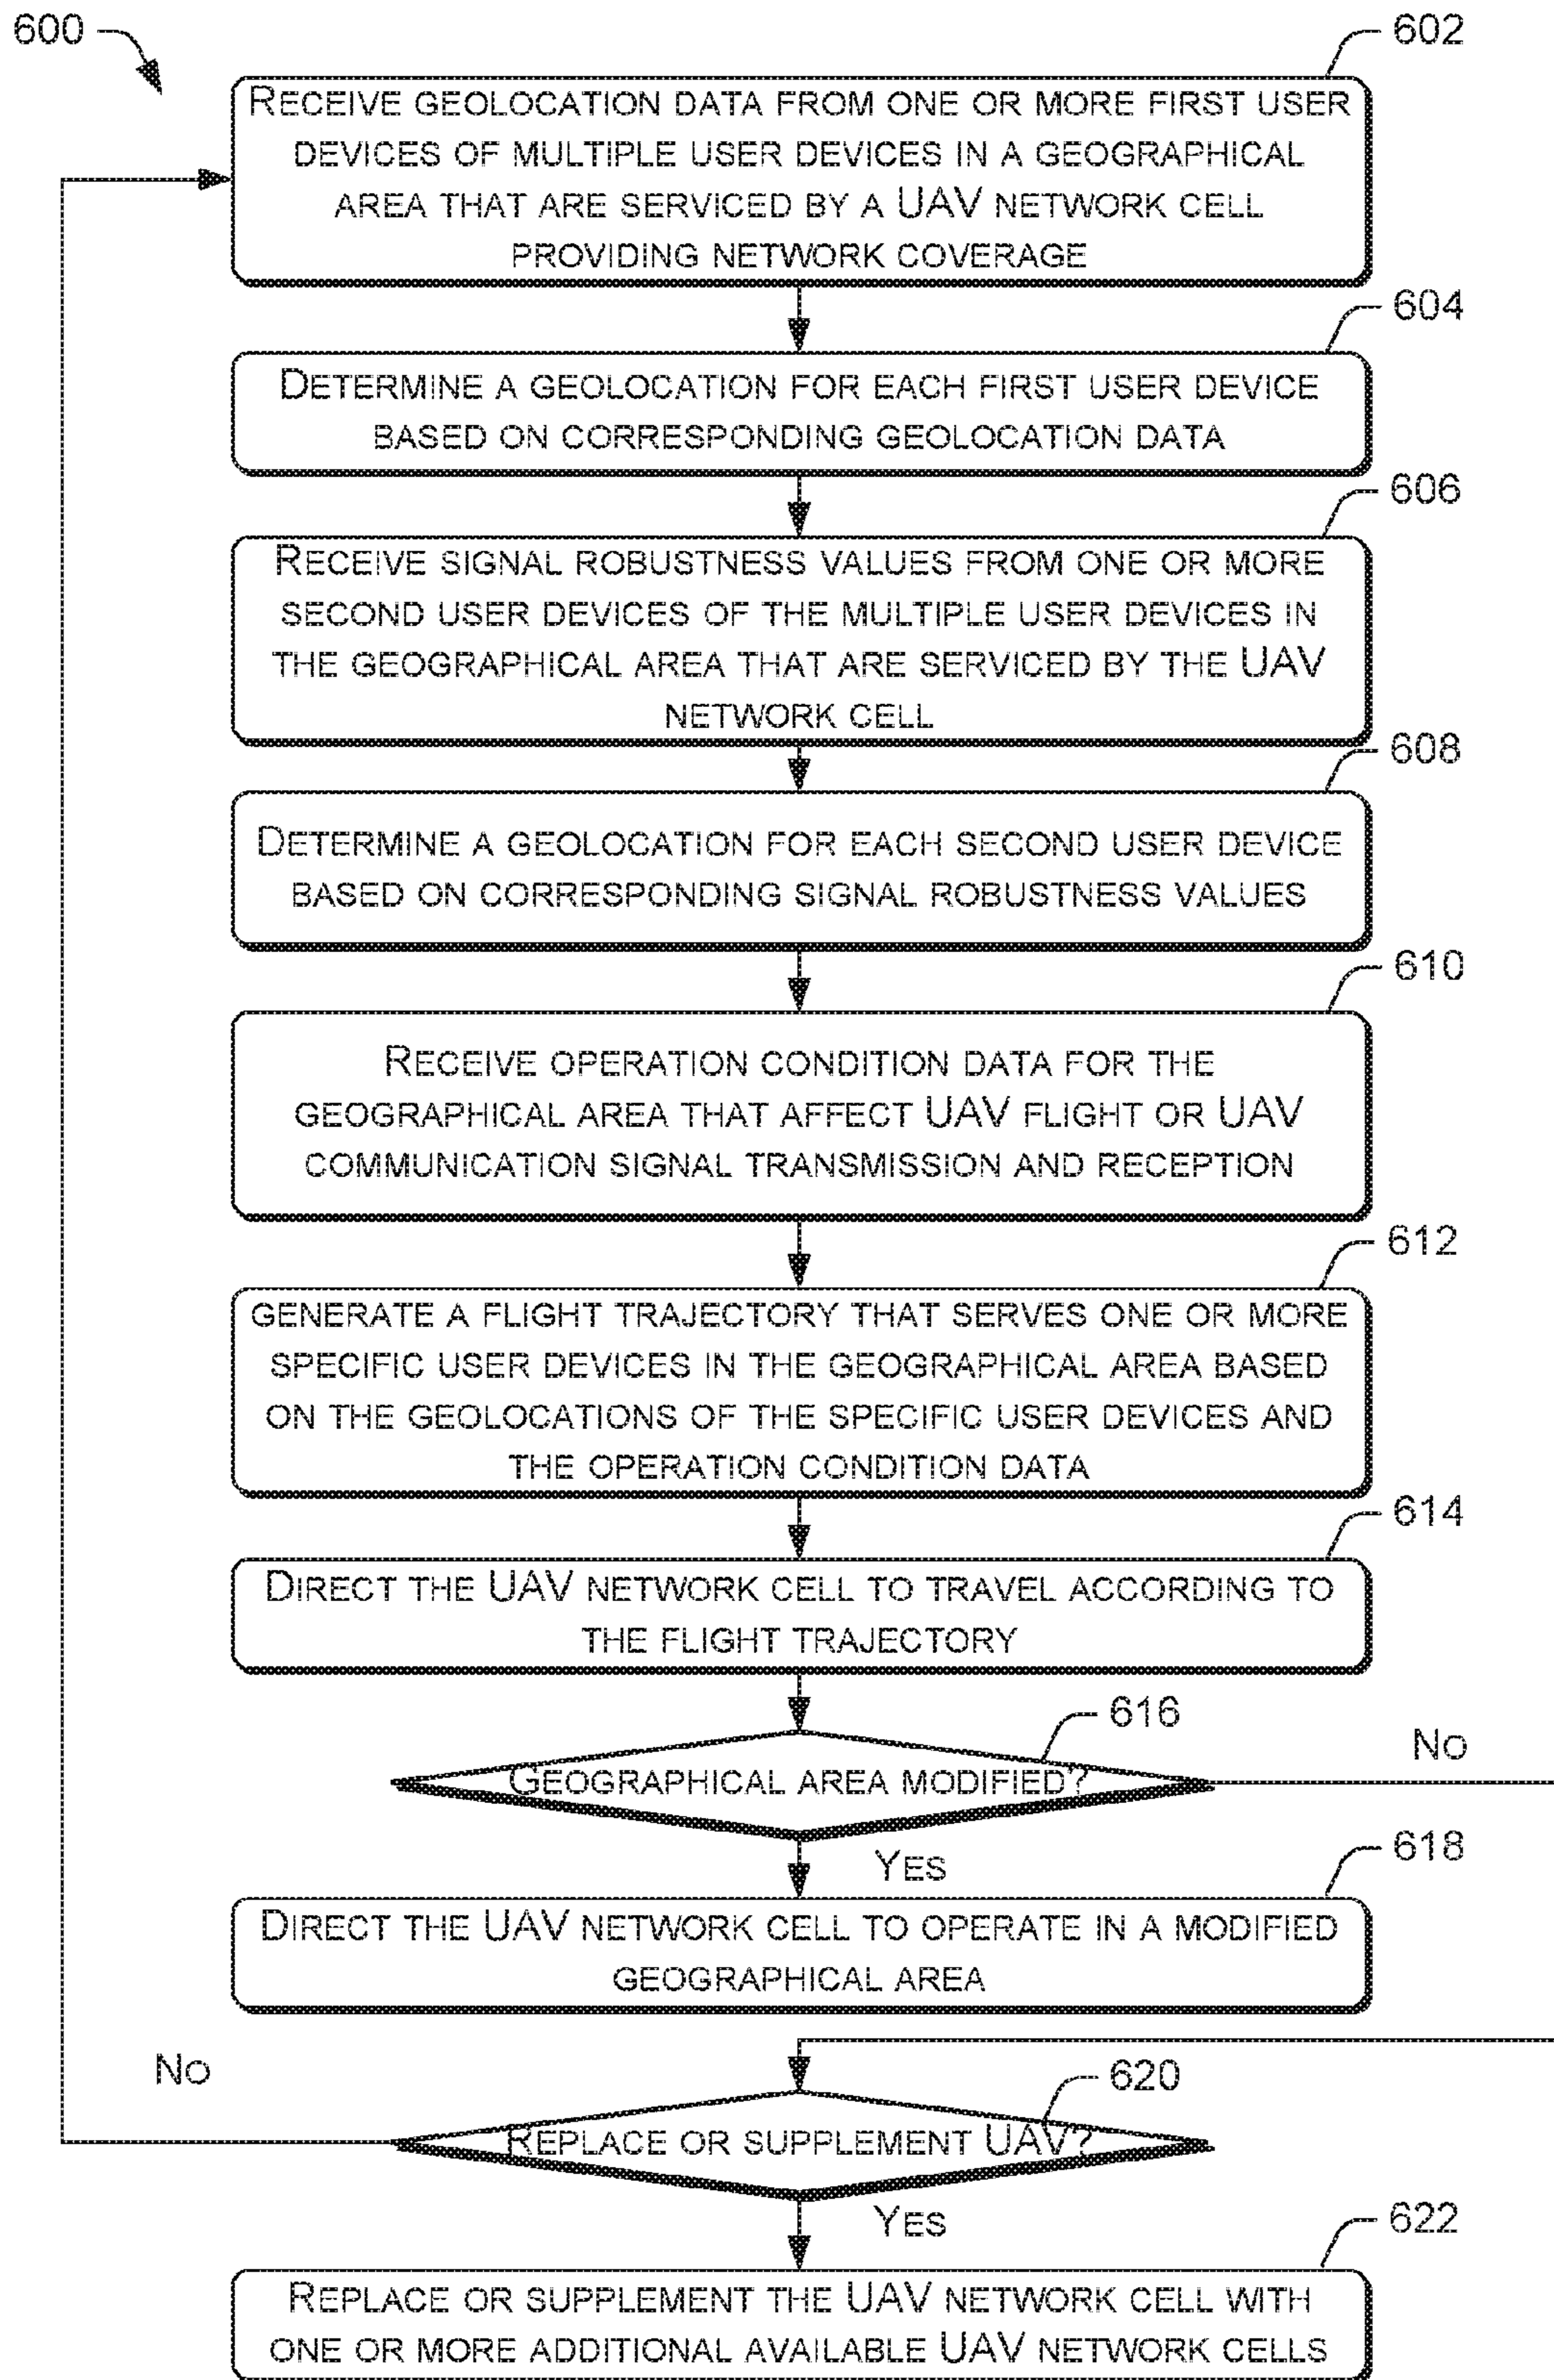 600
602
RECEIVE GEOLOCATION DATA FROM ONE OR MORE FIRST USER
DEVICES OF MULTIPLE USER DEVICES IN A GEOGRAPHICAL
AREA THAT ARE SERVICED BY A UAV NETWORK CELL
PROVIDING NETWORK COVERAGE
604
DETERMINE A GEOLOCATION FOR EACH FIRST USER DEVICE
BASED ON CORRESPONDING GEOLOCATION DATA
606
RECEIVE SIGNAL ROBUSTNESS VALUES FROM ONE OR MORE
SECOND USER DEVICES OF THE MULTIPLE USER DEVICES IN
THE GEOGRAPHICAL AREA THAT ARE SERVICED BY THE UAV
NETWORK CELL
608
DETERMINE A GEOLOCATION FOR EACH SECOND USER DEVICE
BASED ON CORRESPONDING SIGNAL ROBUSTNESS VALUES
610
RECEIVE OPERATION CONDITION DATA FOR THE
GEOGRAPHICAL AREA THAT AFFECT UAV FLIGHT OR UAV
COMMUNICATION SIGNAL TRANSMISSION AND RECEPTION
612
GENERATE A FLIGHT TRAJECTORY THAT SERVES ONE OR MORE
SPECIFIC USER DEVICES IN THE GEOGRAPHICAL AREA BASED
ON THE GEOLOCATIONS OF THE SPECIFIC USER DEVICES AND
THE OPERATION CONDITION DATA
614
DIRECT THE UAV NETWORK CELL TO TRAVEL ACCORDING TO
THE FLIGHT TRAJECTORY
616
GEOGRAPHICAL AREA MODIFIED?
NO
YES
618
DIRECT THE UAV NETWORK CELL TO OPERATE IN A MODIFIED
GEOGRAPHICAL AREA
NO
620
REPLACE OR SUPPLEMENT UAV?
YES
622
REPLACE OR SUPPLEMENT THE UAV NETWORK CELL WITH
ONE OR MORE ADDITIONAL AVAILABLE UAV NETWORK CELLS